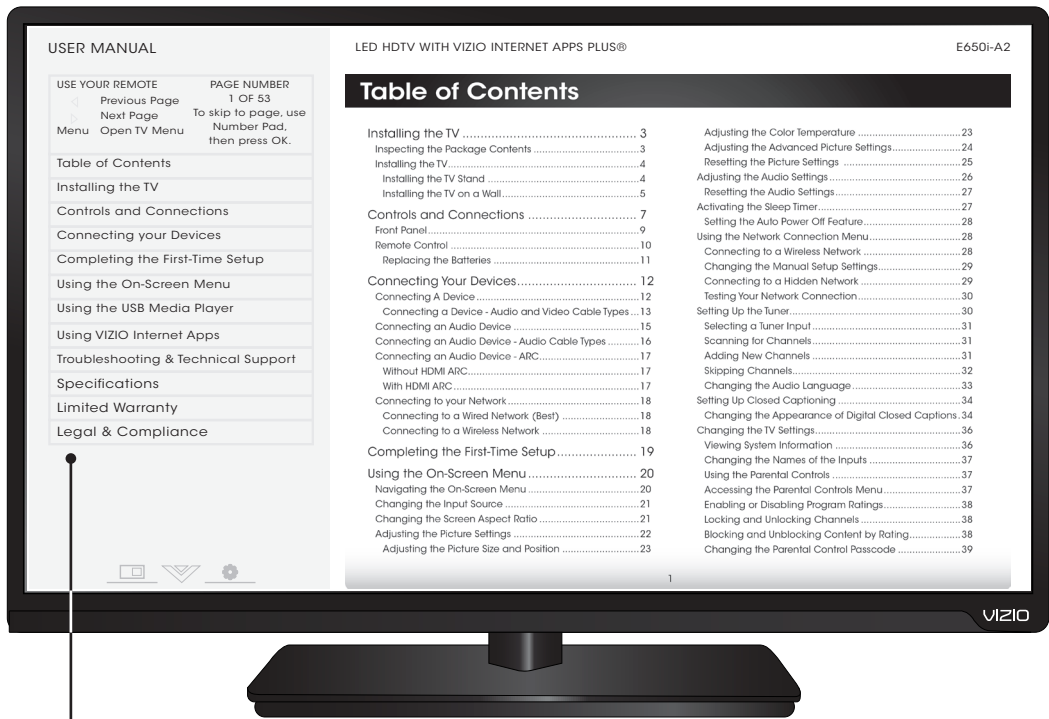 USER MANUAL
USE YOUR REMOTE
Previous Page
Next Page
Menu Open TV Menu
PAGE NUMBER
1 OF 53
To skip to page, use
Number Pad,
then press OK.
Table of Contents
Installing the TV
Controls and Connections
Connecting your Devices
Completing the First-Time Setup
Using the On-Screen Menu
Using the USB Media Player
Using VIZIO Internet Apps
Troubleshooting & Technical Support
Specifications
Limited Warranty
Legal & Compliance
LED HDTV WITH VIZIO INTERNET APPS PLUS®
E650i-A2
Table of Contents
Installing the TV ........ 3
Inspecting the Package Contents ........ 3
Installing the TV ........ 4
Installing the TV Stand ........ 4
Installing the TV on a Wall ........ 5
Controls and Connections ........ 7
Front Panel ........ 9
Remote Control ........ 10
Replacing the Batteries ........ 11
Connecting Your Devices ........ 12
Connecting A Device ........ 12
Connecting a Device - Audio and Video Cable Types ... 13
Connecting an Audio Device ........ 15
Connecting an Audio Device - Audio Cable Types ........ 16
Connecting an Audio Device - ARC ........ 17
Without HDMI ARC ........ 17
With HDMI ARC ........ 17
Connecting to your Network ........ 18
Connecting to a Wired Network (Best) ........ 18
Connecting to a Wireless Network ........ 18
Completing the First-Time Setup ........ 19
Using the On-Screen Menu ........ 20
Navigating the On-Screen Menu ........ 20
Changing the Input Source ........ 21
Changing the Screen Aspect Ratio ........ 21
Adjusting the Picture Settings ........ 22
Adjusting the Picture Size and Position ........ 23
Adjusting the Color Temperature ........ 23
Adjusting the Advanced Picture Settings ........ 24
Resetting the Picture Settings ........ 25
Adjusting the Audio Settings ........ 26
Resetting the Audio Settings ........ 27
Activating the Sleep Timer ........ 27
Setting the Auto Power Off Feature ........ 28
Using the Network Connection Menu ........ 28
Connecting to a Wireless Network ........ 28
Changing the Manual Setup Settings ........ 29
Connecting to a Hidden Network ........ 29
Testing Your Network Connection ........ 30
Setting Up the Tuner ........ 30
Selecting a Tuner Input ........ 31
Scanning for Channels ........ 31
Adding New Channels ........ 31
Skipping Channels ........ 32
Changing the Audio Language ........ 33
Setting Up Closed Captioning ........ 34
Changing the Appearance of Digital Closed Captions . 34
Changing the TV Settings ........ 36
Viewing System Information ........ 36
Changing the Names of the Inputs ........ 37
Using the Parental Controls ........ 37
Accessing the Parental Controls Menu ........ 37
Enabling or Disabling Program Ratings ........ 38
Locking and Unlocking Channels ........ 38
Blocking and Unblocking Content by Rating ........ 38
Changing the Parental Control Passcode ........ 39
1
VIZIO